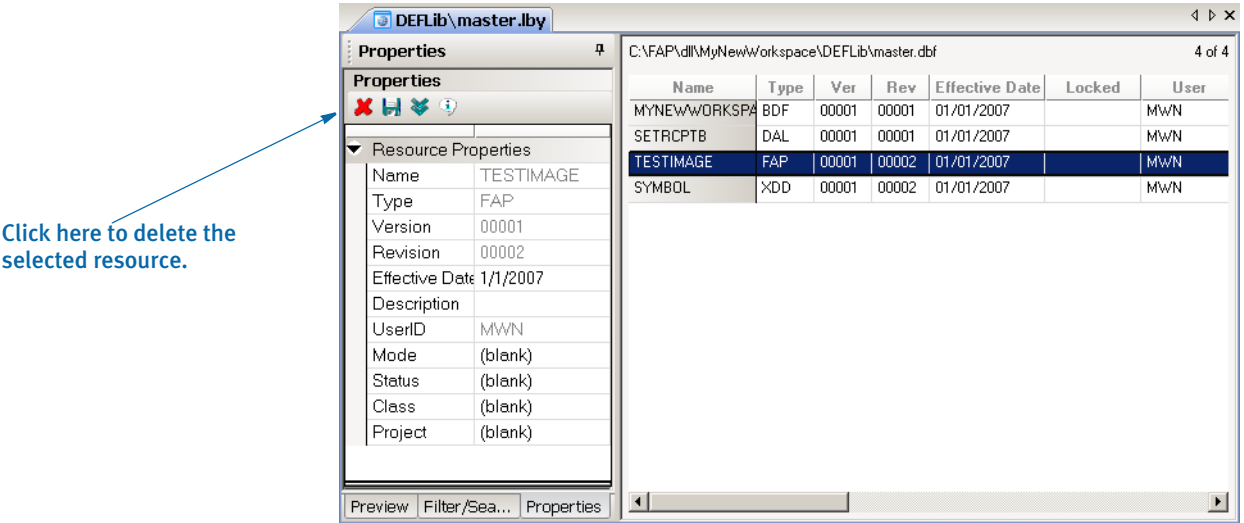 DEFLib\master.lby
Properties
C:\FAP\dll\MyNewWorkspace\DEFLib\master.dbf 4 of 4
Properties
Name Type Ver Rev Effective Date Locked User
MYNEWWORKSPA BDF 00001 00001 01/01/2007 MWN
SETRCPTB DAL 00001 00001 01/01/2007 MWN
TESTIMAGE FAP 00001 00002 01/01/2007 MWN
SYMBOL XDD 00001 00002 01/01/2007 MWN
Resource Properties
Name TESTIMAGE
Type FAP
Version 00001
Revision 00002
Effective Date 1/1/2007
Description
UserID MWN
Mode (blank)
Status (blank)
Class (blank)
Project (blank)
Preview Filter/Sea... Properties
Click here to delete the
selected resource.